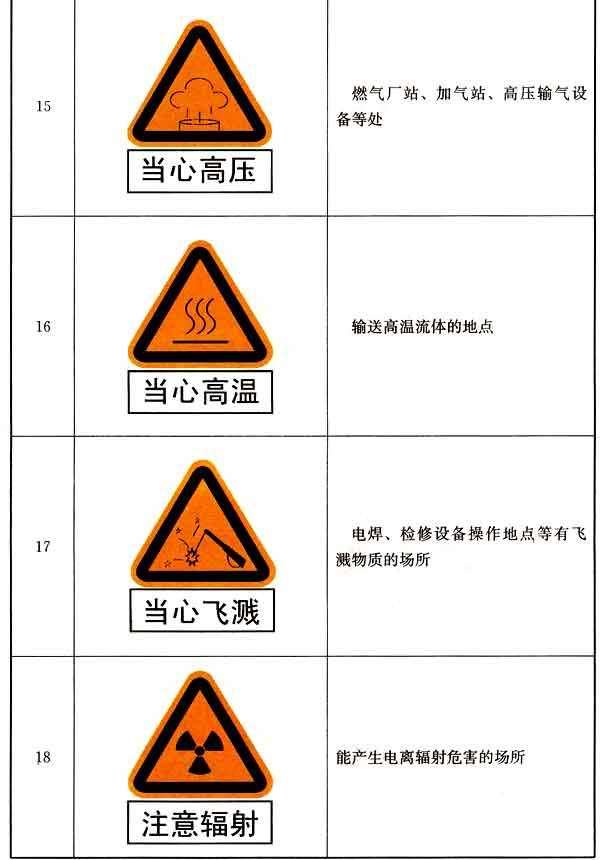 15
当心高压
燃气厂站、加气站、高压输气设
备等处
16
当心高温
输送高温流体的地点
17
当心飞溅
电焊、检修设备操作地点等有飞
溅物质的场所
18
注意辐射
能产生电离辐射危害的场所